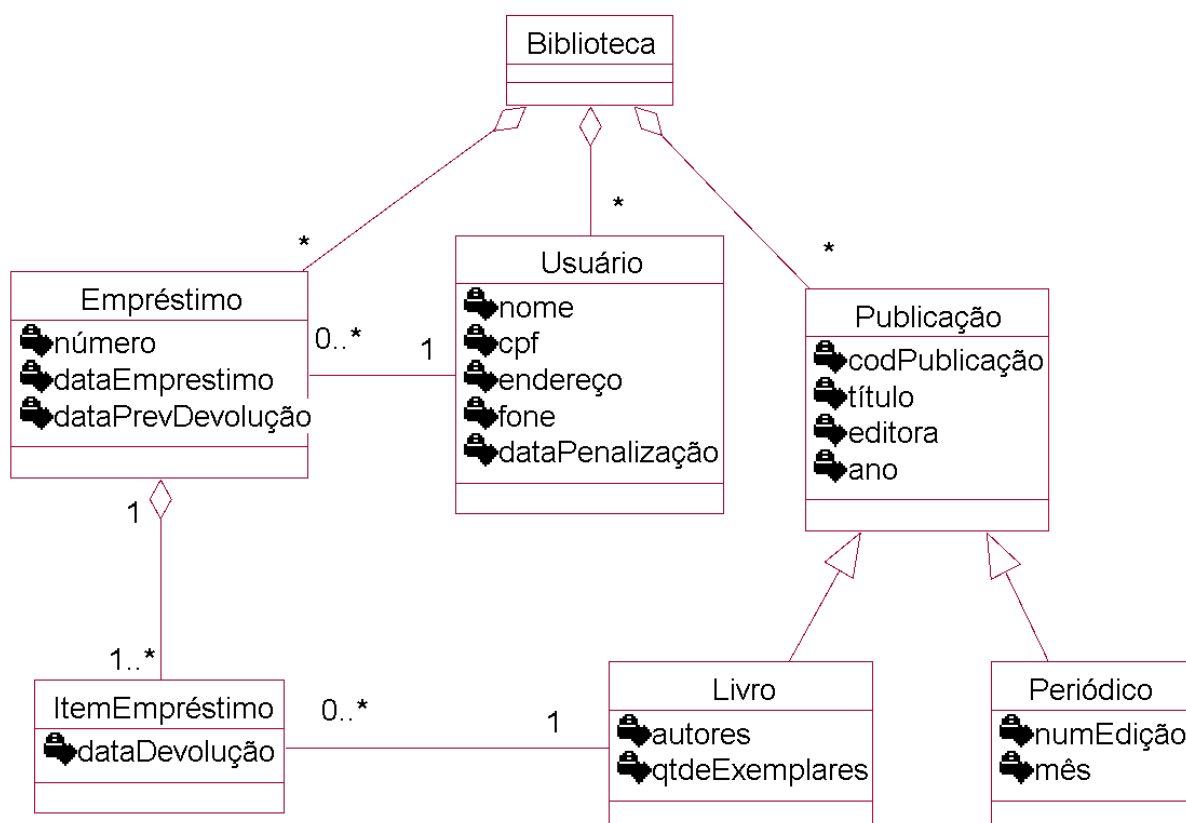 Biblioteca
*
*
*
Empréstimo
número
dataEmprestimo
dataPrevDevolução
0..*
1
Usuário
nome
cpf
endereço
fone
dataPenalização
Publicação
codPublicação
título
editora
ano
1
1..*
ItemEmpréstimo
dataDevolução
0..*
1
Livro
autores
qtdeExemplares
Periódico
numEdição
mês